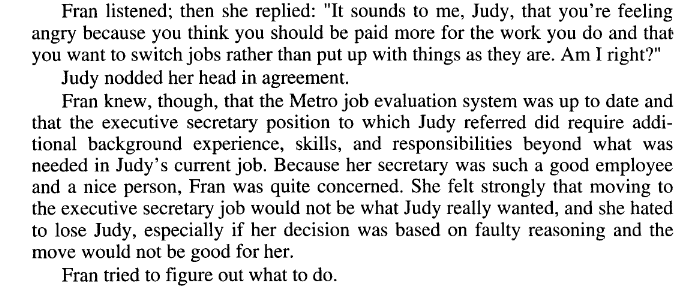 Fran listened; then she replied: "It sounds to me, Judy, that you're feeling
angry because you think you should be paid more for the work you do and that
you want to switch jobs rather than put up with things as they are. Am I right?"
Judy nodded her head in agreement.
Fran knew, though, that the Metro job evaluation system was up to date and
that the executive secretary position to which Judy referred did require addi-
tional background experience, skills, and responsibilities beyond what was
needed in Judy's current job. Because her secretary was such a good employee
and a nice person, Fran was quite concerned. She felt strongly that moving to
the executive secretary job would not be what Judy really wanted, and she hated
to lose Judy, especially if her decision was based on faulty reasoning and the
move would not be good for her.
Fran tried to figure out what to do.